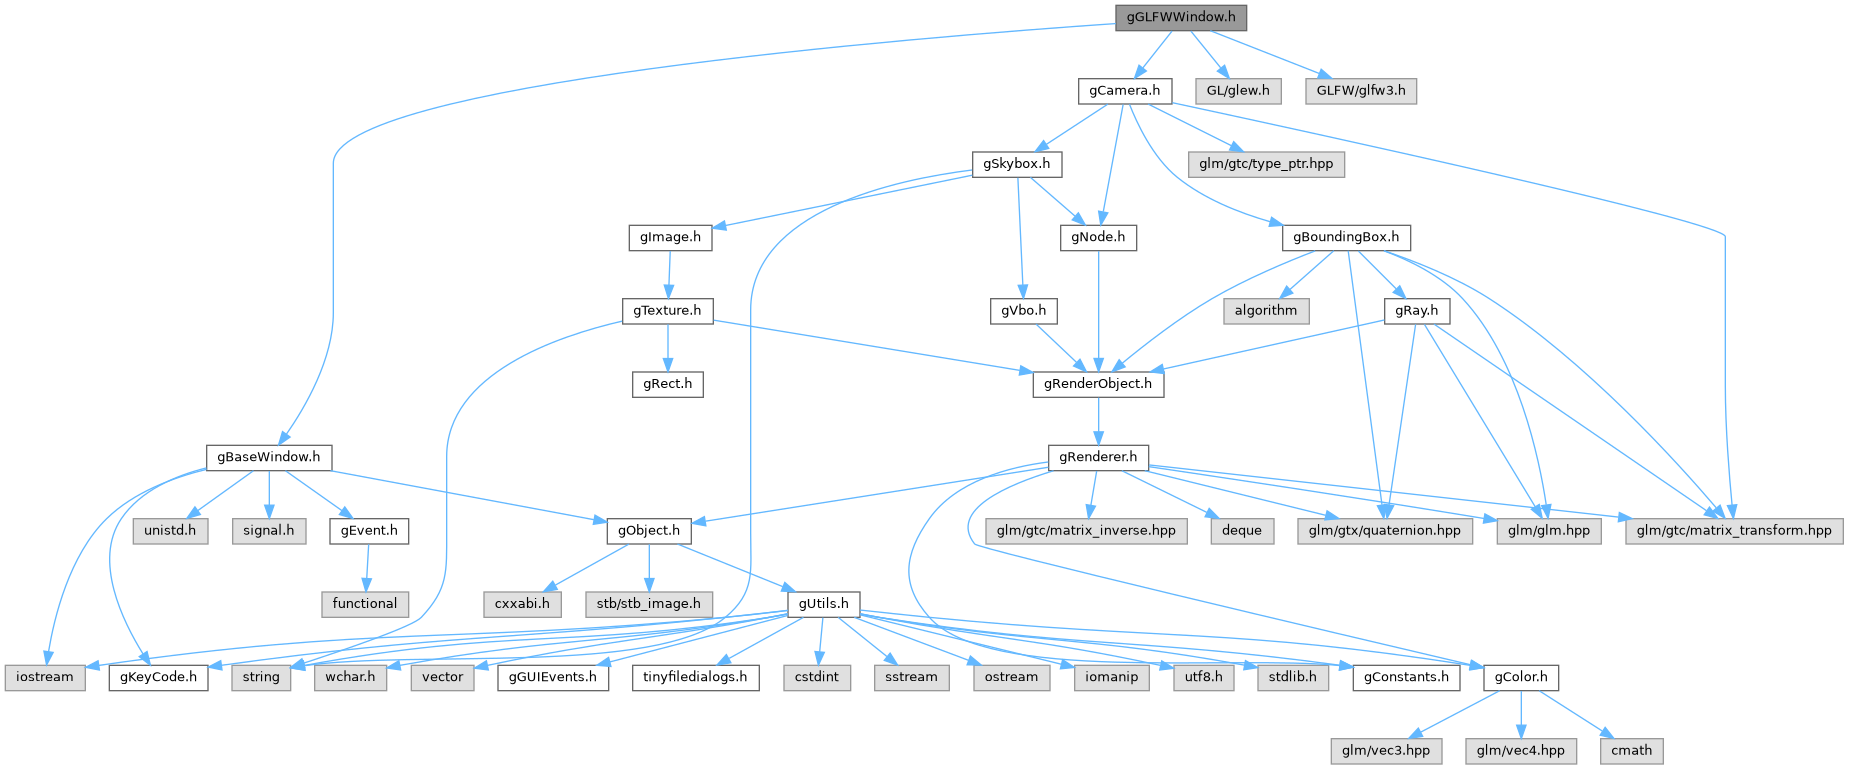 gGLFWWindow.h
gCamera.h
GL/glew.h
GLFW/glfw3.h
gSkybox.h
glm/gtc/type_ptr.hpp
gImage.h
gNode.h
gBoundingBox.h
gTexture.h
gVbo.h
algorithm
gRay.h
gRect.h
gRenderObject.h
gBaseWindow.h
gRenderer.h
unistd.h
signal.h
gEvent.h
gObject.h
glm/gtc/matrix_inverse.hpp
deque
glm/gtx/quaternion.hpp
glm/glm.hpp
glm/gtc/matrix_transform.hpp
functional
cxxabi.h
stb/stb_image.h
gUtils.h
iostream
gKeyCode.h
string
wchar.h
vector
gGUIEvents.h
tinyfiledialogs.h
cstdint
sstream
ostream
iomanip
utf8.h
stdlib.h
gConstants.h
gColor.h
glm/vec3.hpp
glm/vec4.hpp
cmath